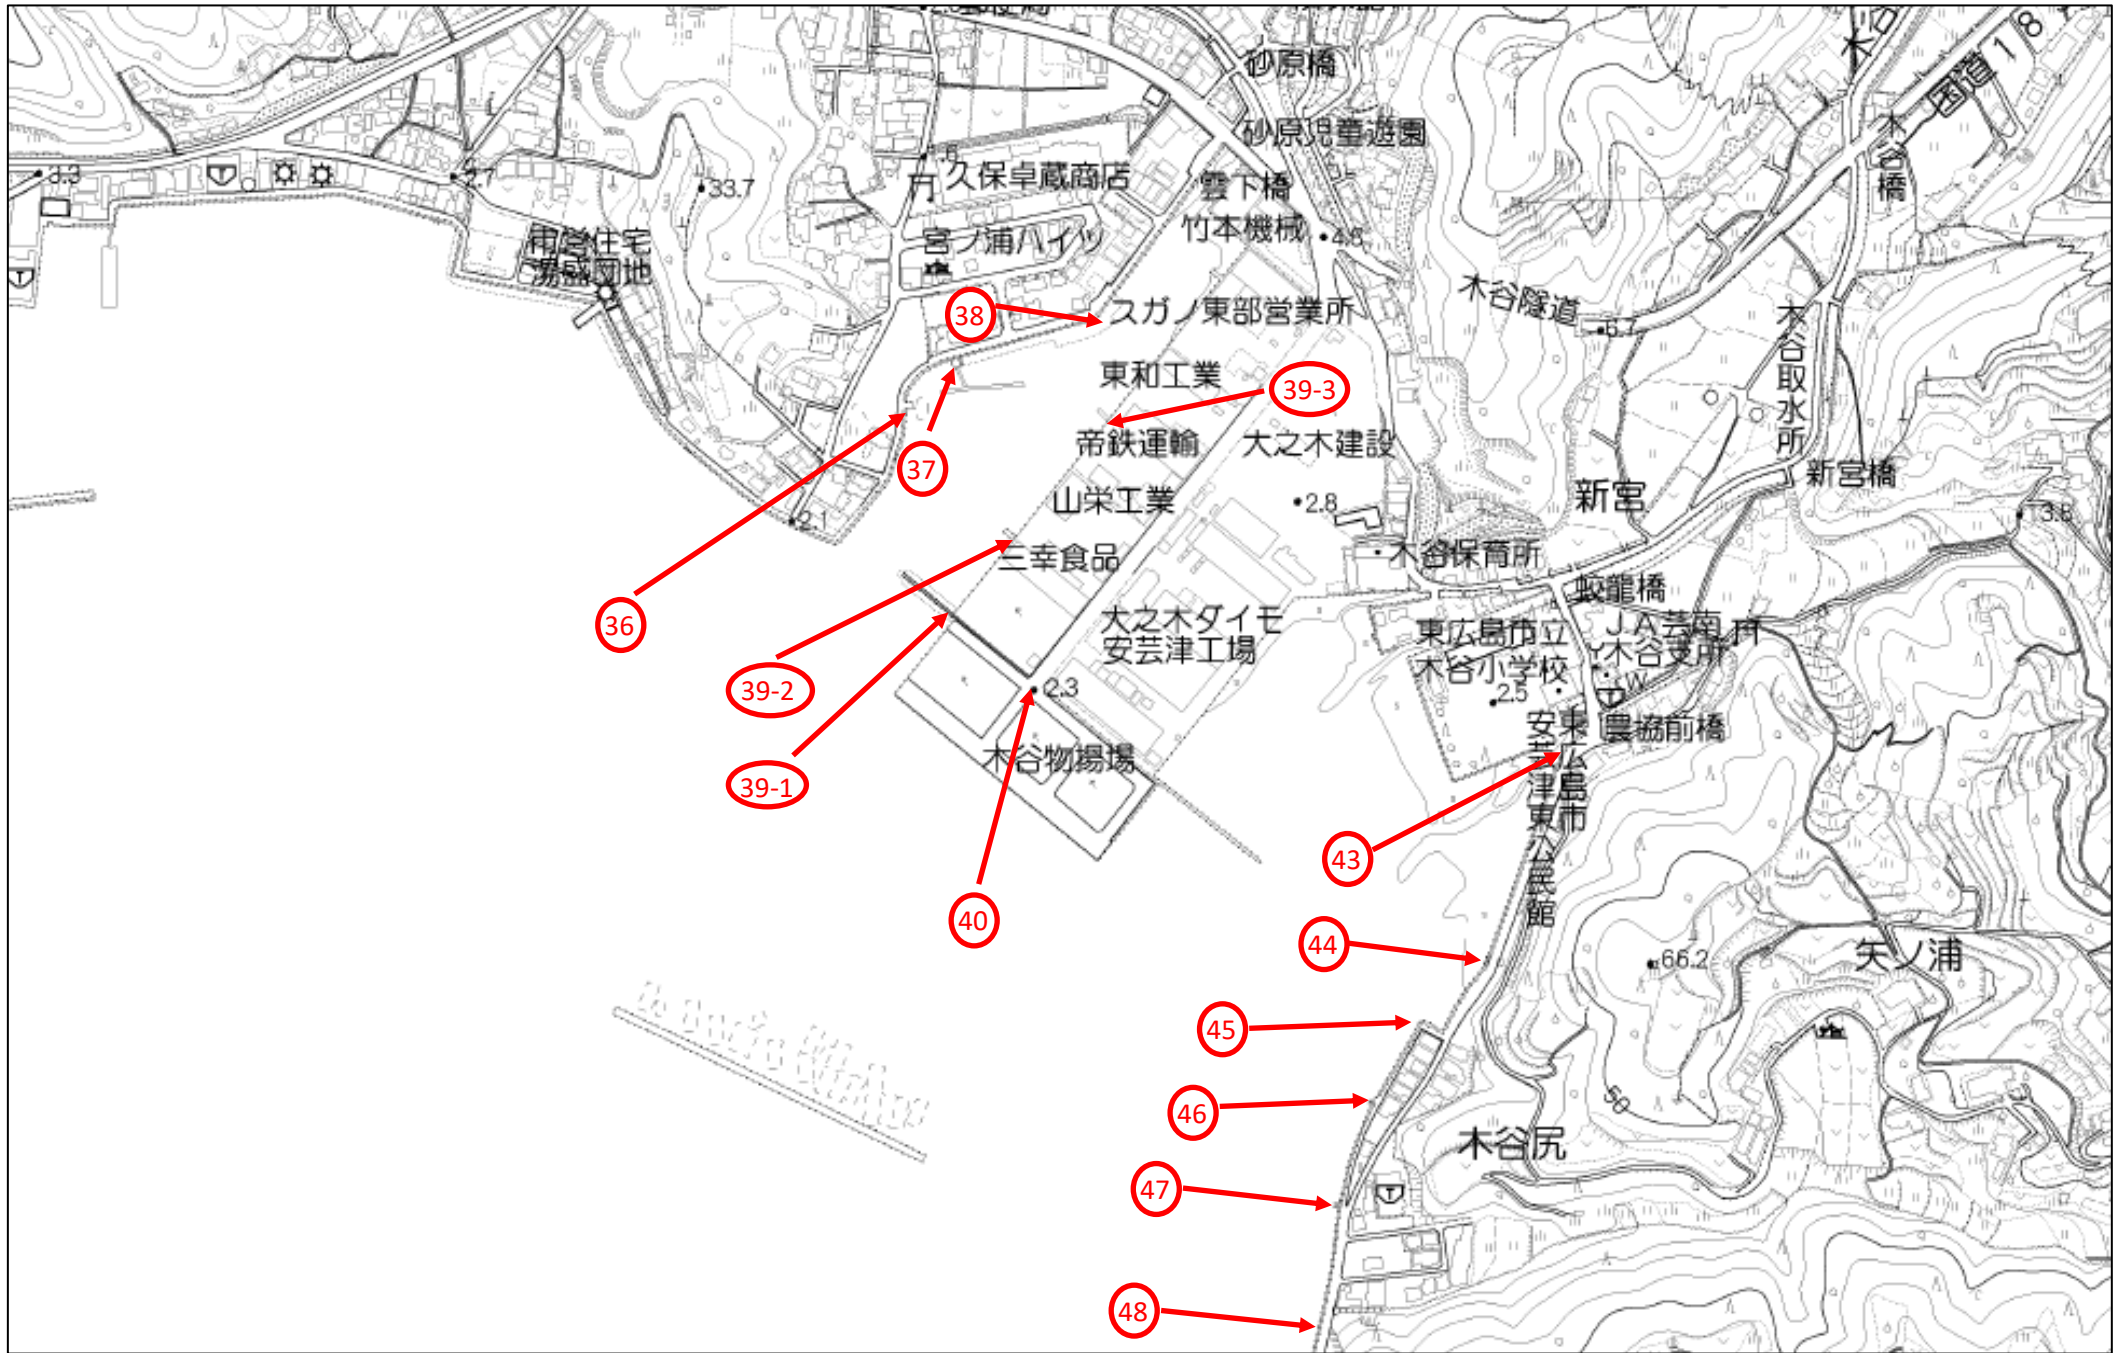 砂原橋
国道18
砂原児童遊園
木谷橋
3.3
33.7
久保卓蔵商店
雲下橋
竹本機械
4.8
市営住宅
湯盛団地
宮ノ浦ハイツ
38
スガノ東部営業所
木谷隧道
6.7
木谷取水所
東和工業
39-3
37
帝鉄運輸
大之木建設
山栄工業
2.8
新宮
新宮橋
3.8
2.1
三幸食品
木谷保育所
蛟龍橋
36
大之木ダイモ
安芸津工場
東広島市立
木谷小学校
JA芸南
木谷支所
39-2
2.3
2.5
農協前橋
東広島市
安芸津東公民館
木谷物揚場
39-1
43
40
44
66.2
矢ノ浦
45
46
50
木谷尻
47
48